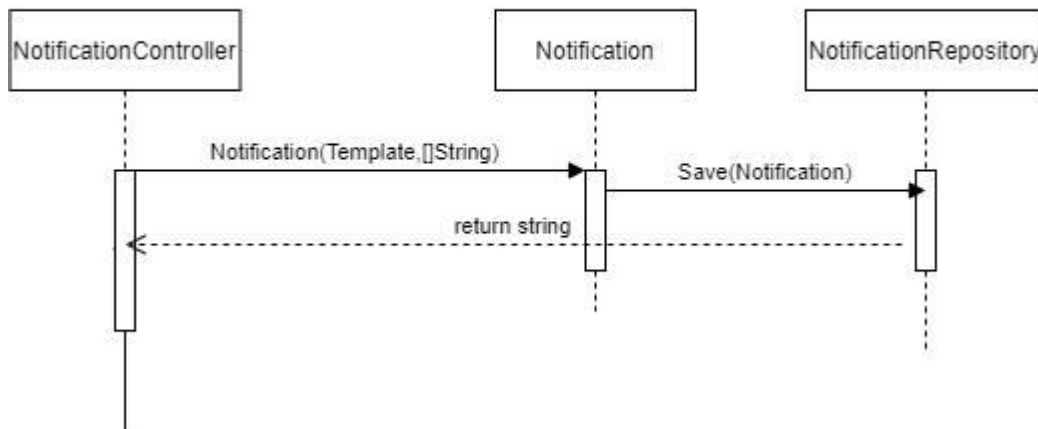 NotificationController
Notification
NotificationRepository
Notification(Template,[]String)
Save(Notification)
return string